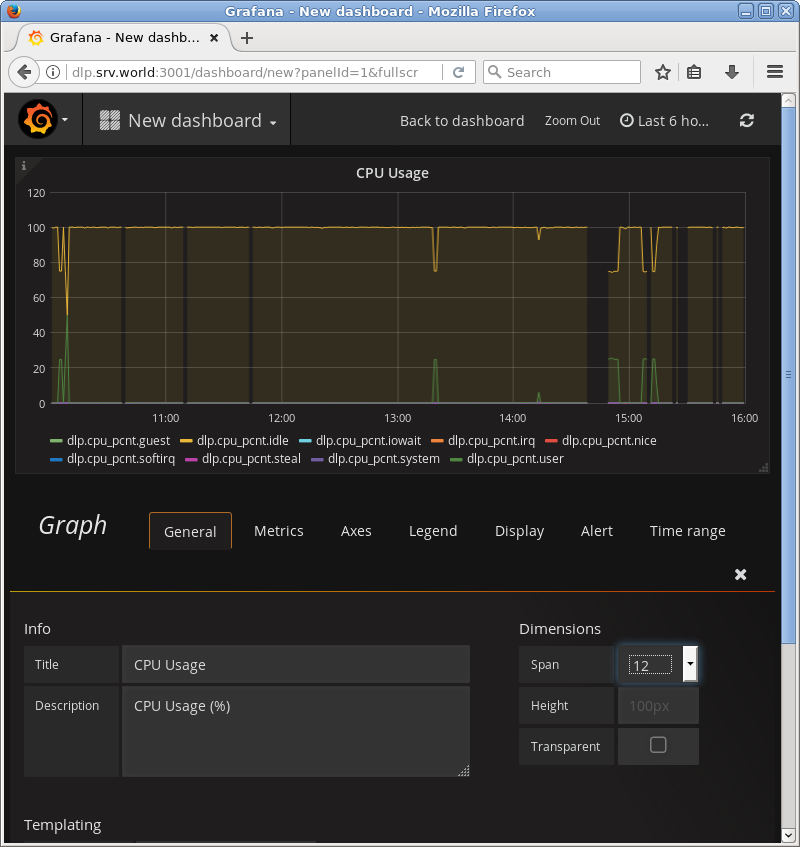 Grafana - New dashboard - Mozilla Firefox
Grafana - New dashb...
dlp.srv.world:3001/dashboard/new?panelId=1&fullscr
Search
New dashboard
Back to dashboard
Zoom Out
Last 6 ho...
CPU Usage
120
100
80
60
40
20
0
11:00 12:00 13:00 14:00 15:00 16:00
dlp.cpu_pcnt.guest dlp.cpu_pcnt.idle dlp.cpu_pcnt.iowait dlp.cpu_pcnt.irq dlp.cpu_pcnt.nice
dlp.cpu_pcnt.softirq dlp.cpu_pcnt.steal dlp.cpu_pcnt.system dlp.cpu_pcnt.user
Graph
General Metrics Axes Legend Display Alert Time range
Info
Title CPU Usage
Description CPU Usage (%)
Dimensions
Span 12
Height 100px
Transparent
Templating